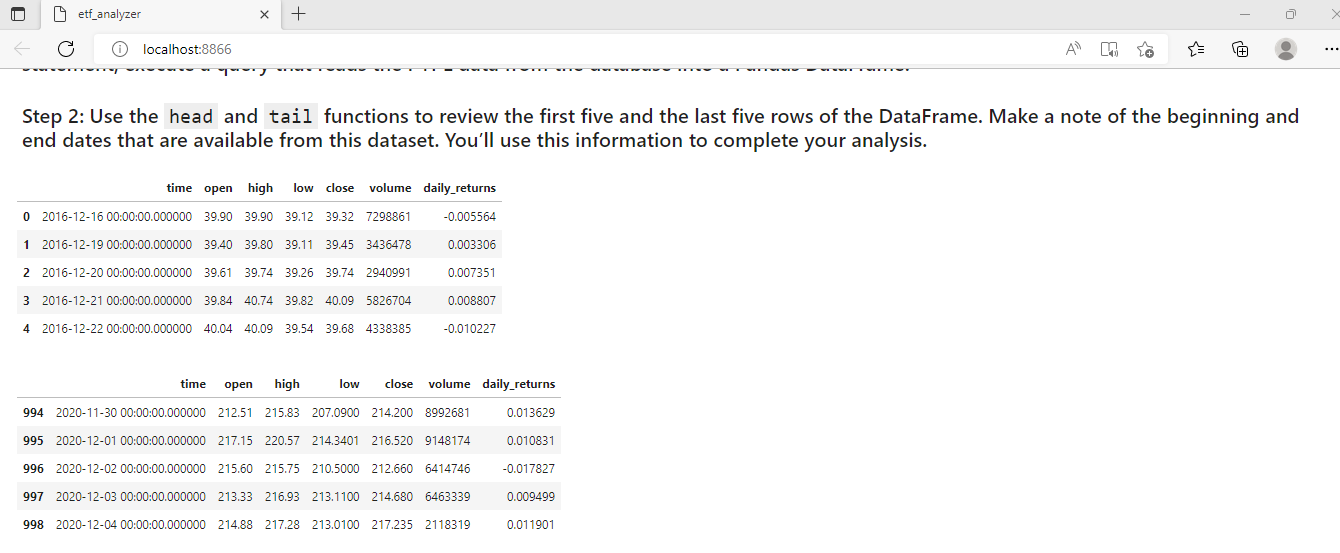 etf_analyzer
localhost:8866
Step 2: Use the head and tail functions to review the first five and the last five rows of the DataFrame. Make a note of the beginning and
end dates that are available from this dataset. You’ll use this information to complete your analysis.
time open high low close volume daily_returns
0 2016-12-16 00:00:00.000000 39.90 39.90 39.12 39.32 7298861 -0.005564
1 2016-12-19 00:00:00.000000 39.40 39.80 39.11 39.45 3436478 0.003306
2 2016-12-20 00:00:00.000000 39.61 39.74 39.26 39.74 2940991 0.007351
3 2016-12-21 00:00:00.000000 39.84 40.74 39.82 40.09 5826704 0.008807
4 2016-12-22 00:00:00.000000 40.04 40.09 39.54 39.68 4338385 -0.010227
time open high low close volume daily_returns
994 2020-11-30 00:00:00.000000 212.51 215.83 207.0900 214.200 8992681 0.013629
995 2020-12-01 00:00:00.000000 217.15 220.57 214.3401 216.520 9148174 0.010831
996 2020-12-02 00:00:00.000000 215.60 215.75 210.5000 212.660 6414746 -0.017827
997 2020-12-03 00:00:00.000000 213.33 216.93 213.1100 214.680 6463339 0.009499
998 2020-12-04 00:00:00.000000 214.88 217.28 213.0100 217.235 2118319 0.011901